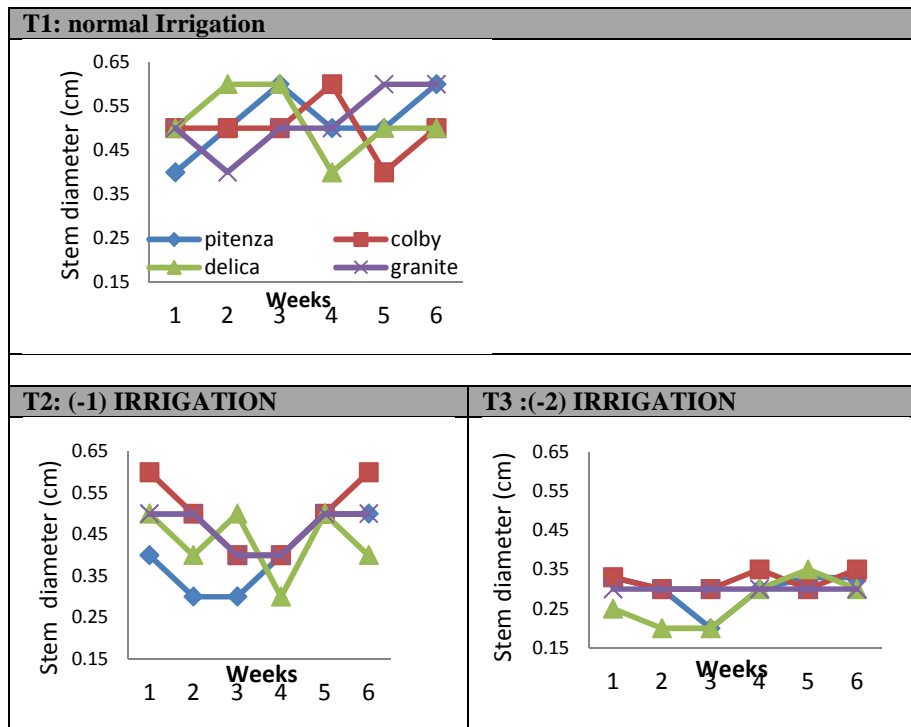 T1: normal Irrigation
Stem diameter (cm)
0.65
0.55
0.45
0.35
0.25
0.15
pitenza
colby
delica
granite
Weeks
1 2 3 4 5 6
T2: (-1) IRRIGATION
Stem diameter (cm)
0.65
0.55
0.45
0.35
0.25
0.15
Weeks
1 2 3 4 5 6
T3 :(-2) IRRIGATION
Stem diameter (cm)
0.65
0.55
0.45
0.35
0.25
0.15
Weeks
1 2 3 4 5 6